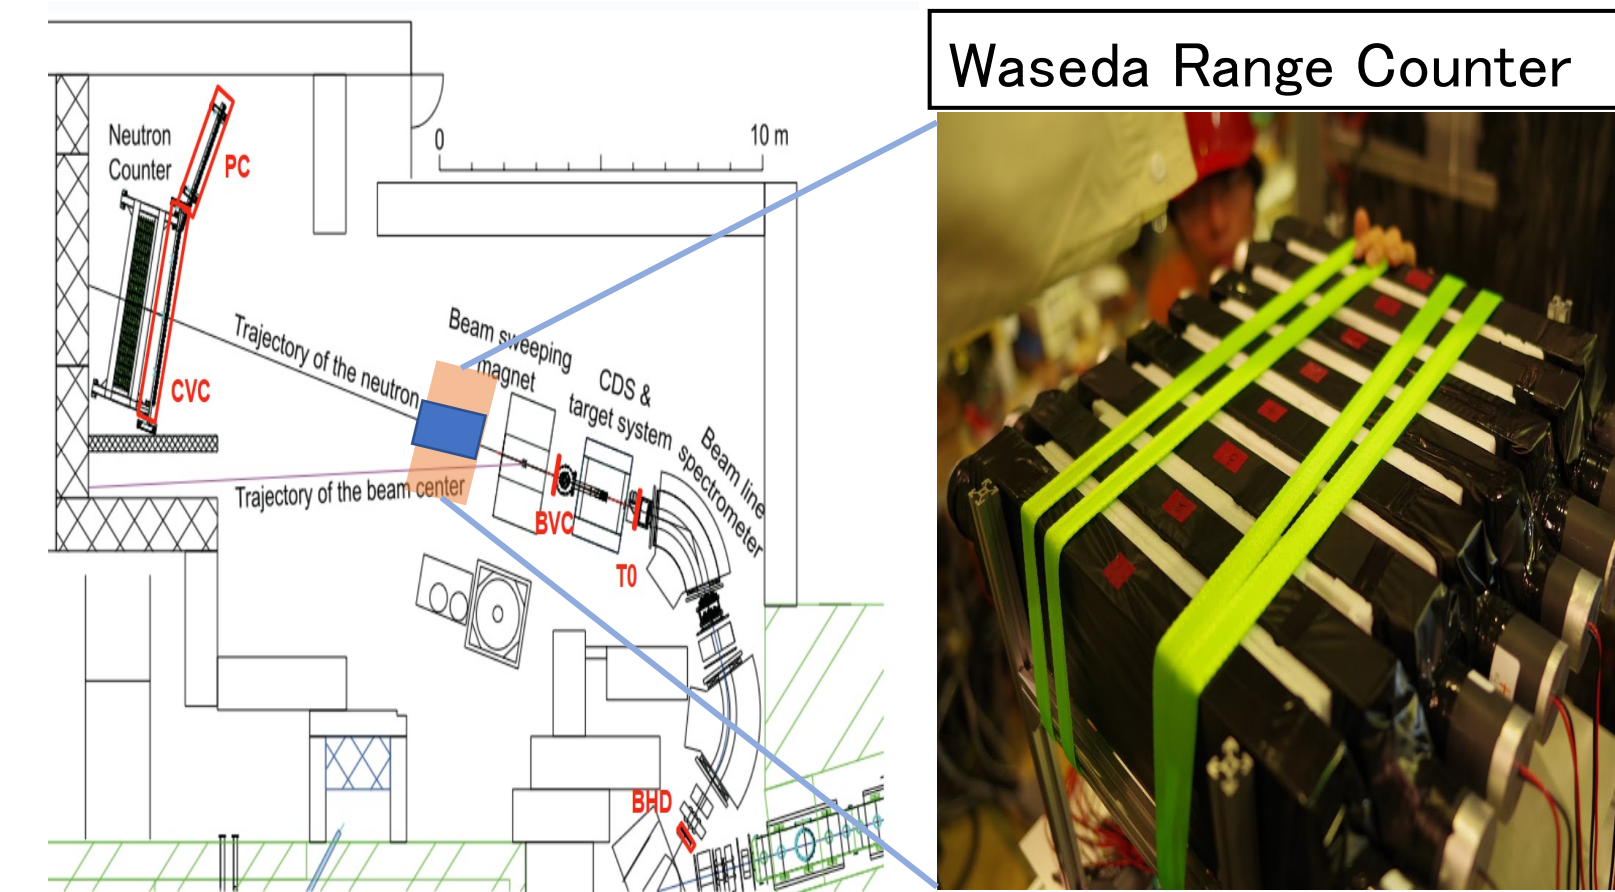 Waseda Range Counter
0
10 m
Neutron
Counter
PC
Trajectory of the neutron
Beam sweeping
magnet
CDS &
target system
Beam line
spectrometer
CVC
Trajectory of the beam center
BVC
T0
BHD